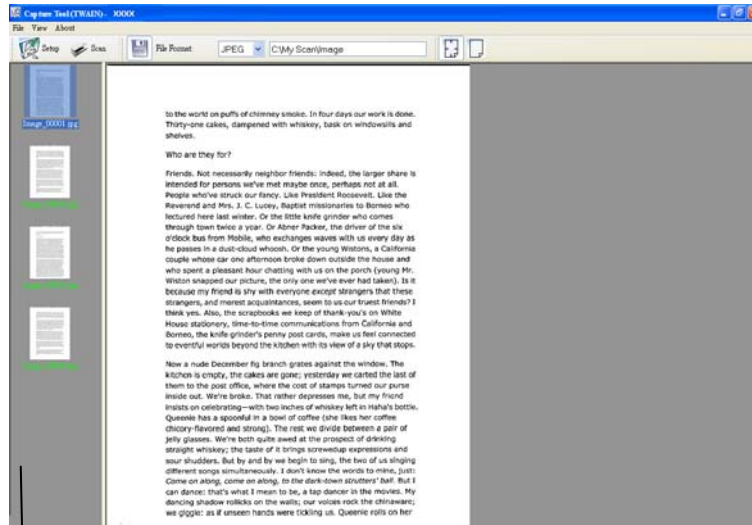 Capture Tool (TWAIN) - XXXX
File View About
Setup Scan File Format: JPEG C:\My Scan\Image
Image_00001.jpg
to the world on puffs of chimney smoke. In four days our work is done.
Thirty-one cakes, dampened with whiskey, bask on windowsills and
shelves.
Who are they for?
Friends. Not necessarily neighbor friends: indeed, the larger share is
intended for persons we've met maybe once, perhaps not at all.
People who've struck our fancy. Like President Roosevelt. Like the
Reverend and Mrs. J. C. Lucey, Baptist missionaries to Borneo who
lectured here last winter. Or the little knife grinder who comes
through town twice a year. Or Abner Packer, the driver of the six
o'clock bus from Mobile, who exchanges waves with us every day as
he passes in a dust-cloud whoosh. Or the young Wistons, a California
couple whose car one afternoon broke down outside the house and
who spent a pleasant hour chatting with us on the porch (young Mr.
Wiston snapped our picture, the only one we've ever had taken). Is it
because my friend is shy with everyone except strangers that these
strangers, and merest acquaintances, seem to us our truest friends? I
think yes. Also, the scrapbooks we keep of thank-you's on White
House stationery, time-to-time communications from California and
Borneo, the knife grinder's penny post cards, make us feel connected
to eventful worlds beyond the kitchen with its view of a sky that stops.
Now a nude December fig branch grates against the window. The
kitchen is empty, the cakes are gone; yesterday we carted the last of
them to the post office, where the cost of stamps turned our purse
inside out. We're broke. That rather depresses me, but my friend
insists on celebrating—with two inches of whiskey left in Haha's bottle.
Queenie has a spoonful in a bowl of coffee (she likes her coffee
chicory-flavored and strong). The rest we divide between a pair of
jelly glasses. We're both quite awed at the prospect of drinking
straight whiskey; the taste of it brings screwedup expressions and
sour shudders. But by and by we begin to sing, the two of us singing
different songs simultaneously. I don't know the words to mine, just:
Come on along, come on along, to the dark-town strutters' ball. But I
can dance: that's what I mean to be, a tap dancer in the movies. My
dancing shadow rollicks on the walls; our voices rock the chinaware;
we giggle: as if unseen hands were tickling us. Queenie rolls on her